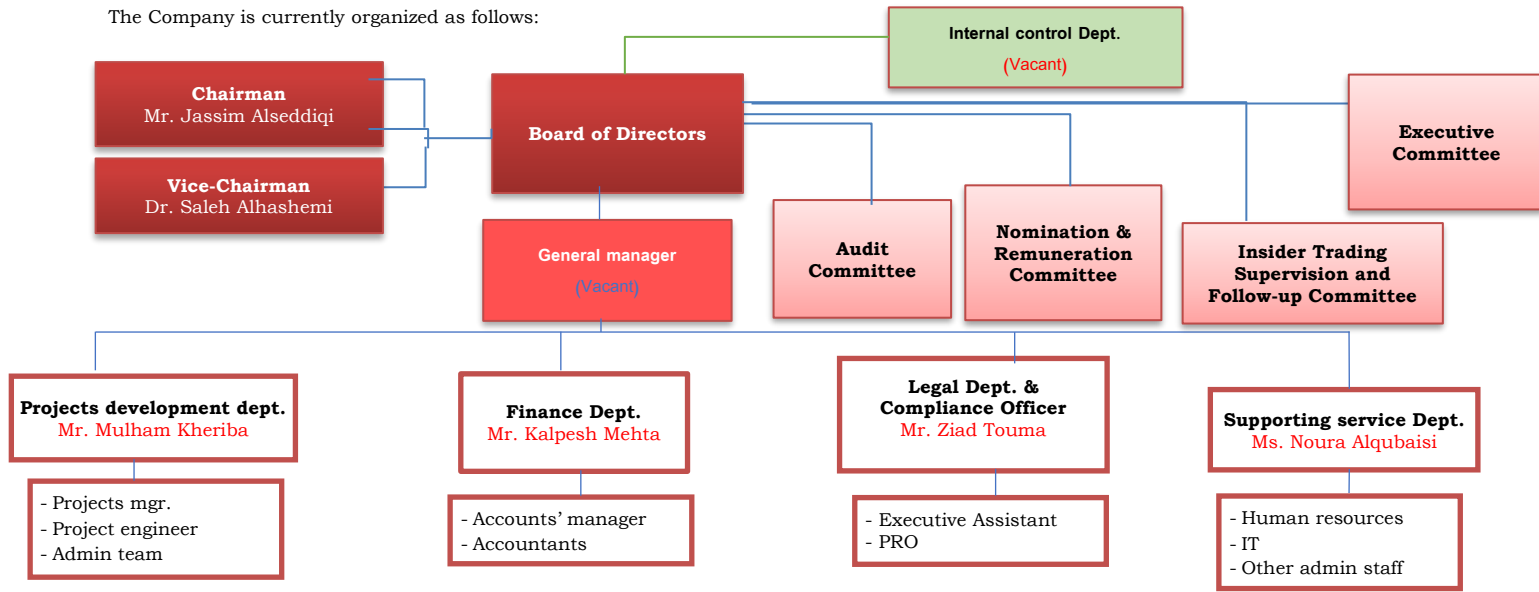 The Company is currently organized as follows:
Internal control Dept.
(Vacant)
Chairman
Mr. Jassim Alseddiqi
Board of Directors
Executive
Committee
Vice-Chairman
Dr. Saleh Alhashemi
General manager
(Vacant)
Audit
Committee
Nomination &
Remuneration
Committee
Insider Trading
Supervision and
Follow-up Committee
Projects development dept.
Mr. Mulham Kheriba
Finance Dept.
Mr. Kalpesh Mehta
Legal Dept. &
Compliance Officer
Mr. Ziad Touma
Supporting service Dept.
Ms. Noura Alqubaisi
- Projects mgr.
- Project engineer
- Admin team
- Accounts’ manager
- Accountants
- Executive Assistant
- PRO
- Human resources
- IT
- Other admin staff